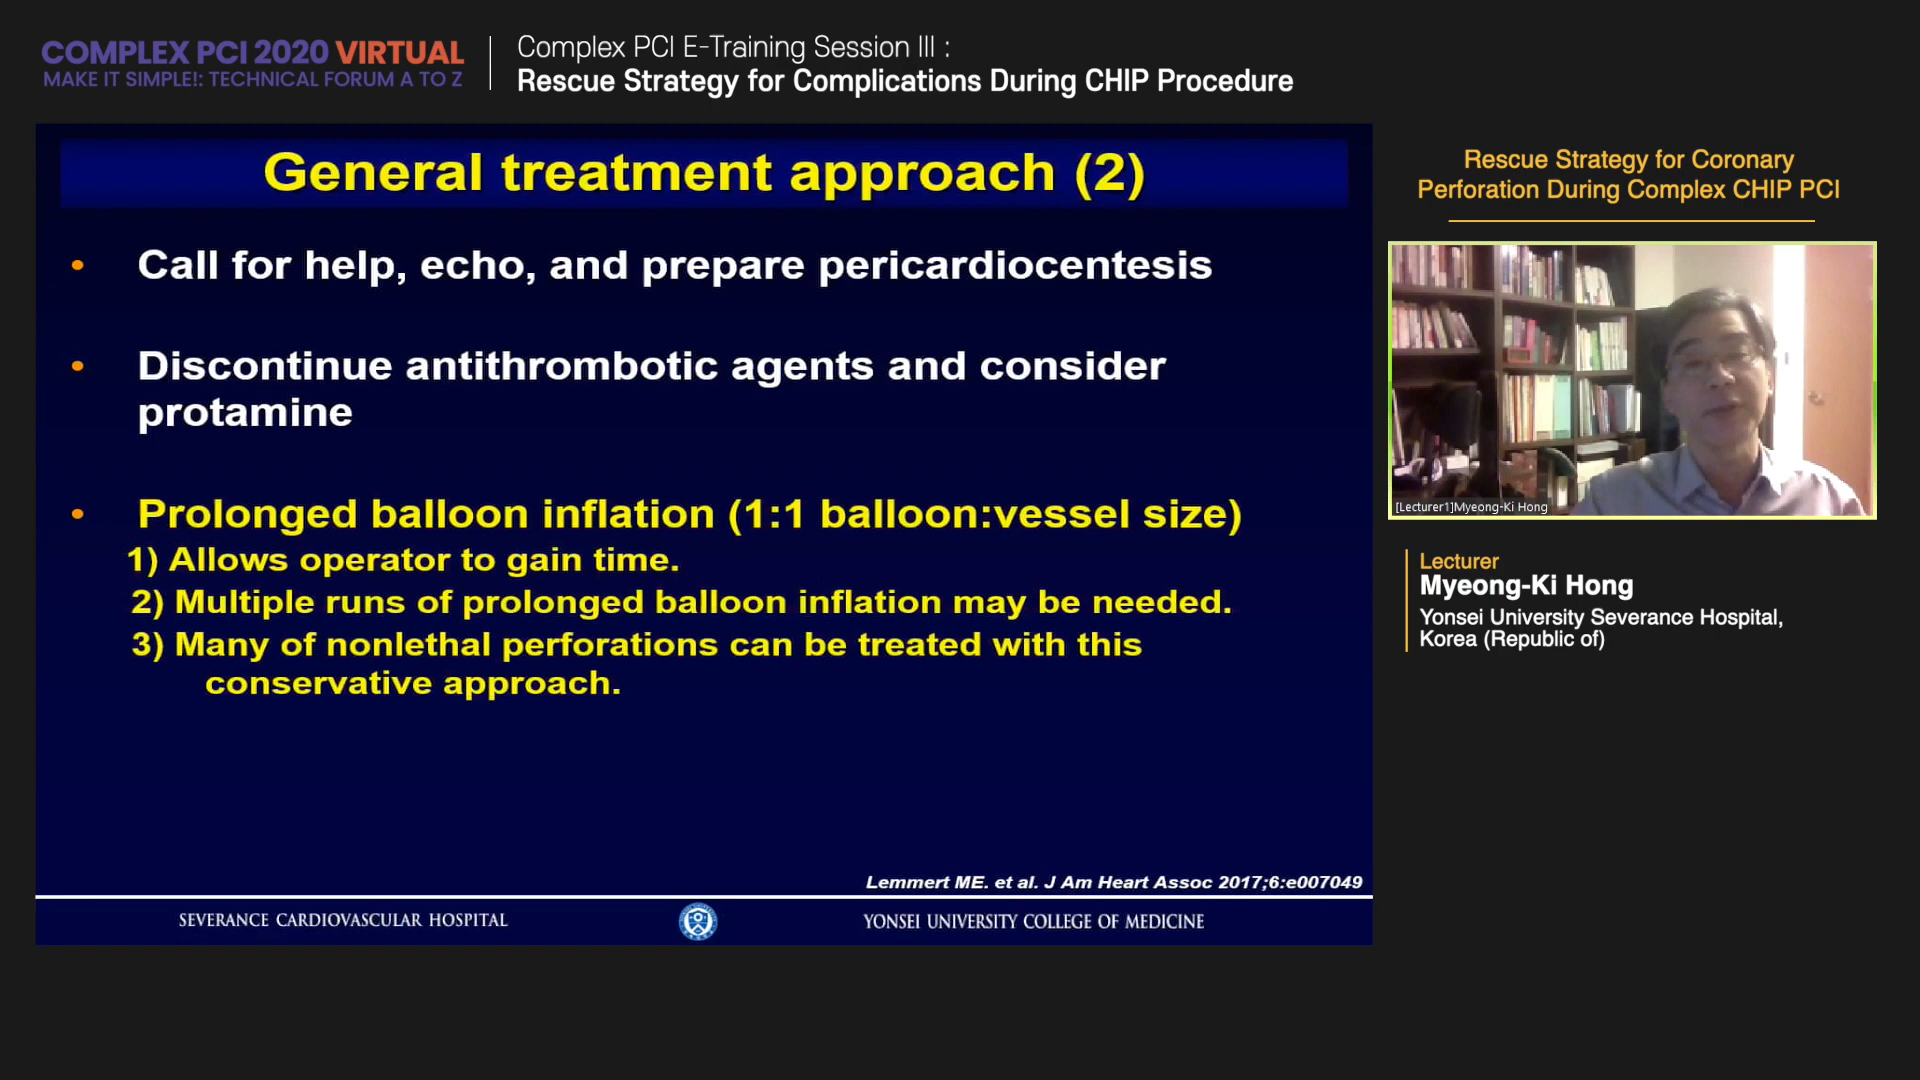 COMPLEX PCI 2020 VIRTUAL
MAKE IT SIMPLE!: TECHNICAL FORUM A TO Z
Complex PCI E-Training Session III :
Rescue Strategy for Complications During CHIP Procedure
General treatment approach (2)
• Call for help, echo, and prepare pericardiocentesis
• Discontinue antithrombotic agents and consider
protamine
• Prolonged balloon inflation (1:1 balloon:vessel size)
1) Allows operator to gain time.
2) Multiple runs of prolonged balloon inflation may be needed.
3) Many of nonlethal perforations can be treated with this
conservative approach.
Lemmert ME. et al. J Am Heart Assoc 2017;6:e007049
SEVERANCE CARDIOVASCULAR HOSPITAL
YONSEI UNIVERSITY COLLEGE OF MEDICINE
Rescue Strategy for Coronary
Perforation During Complex CHIP PCI
[Lecturer1]Myeong-Ki Hong
Lecturer
Myeong-Ki Hong
Yonsei University Severance Hospital,
Korea (Republic of)